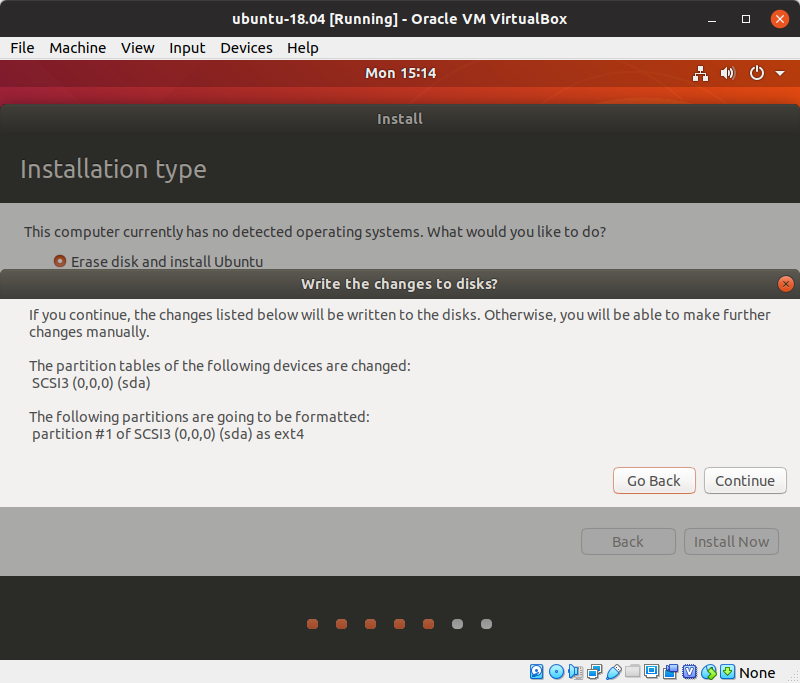 ubuntu-18.04 [Running] - Oracle VM VirtualBox
File Machine View Input Devices Help
Mon 15:14
Install
Installation type
This computer currently has no detected operating systems. What would you like to do?
Erase disk and install Ubuntu
Write the changes to disks?
If you continue, the changes listed below will be written to the disks. Otherwise, you will be able to make further
changes manually.
The partition tables of the following devices are changed:
SCSI3 (0,0,0) (sda)
The following partitions are going to be formatted:
partition #1 of SCSI3 (0,0,0) (sda) as ext4
Go Back Continue
Back Install Now
None